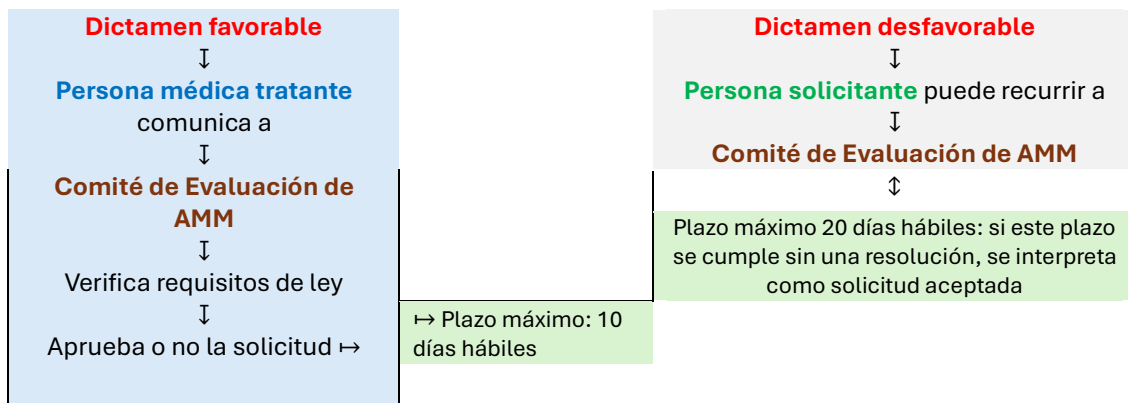 Dictamen favorable
↧
Persona médica tratante
comunica a
↧
Comité de Evaluación de
AMM
↧
Verifica requisitos de ley
↧
Aprueba o no la solicitud ↦
↦ Plazo máximo: 10
días hábiles
Dictamen desfavorable
↧
Persona solicitante puede recurrir a
↧
Comité de Evaluación de AMM
⇕
Plazo máximo 20 días hábiles: si este plazo
se cumple sin una resolución, se interpreta
como solicitud aceptada